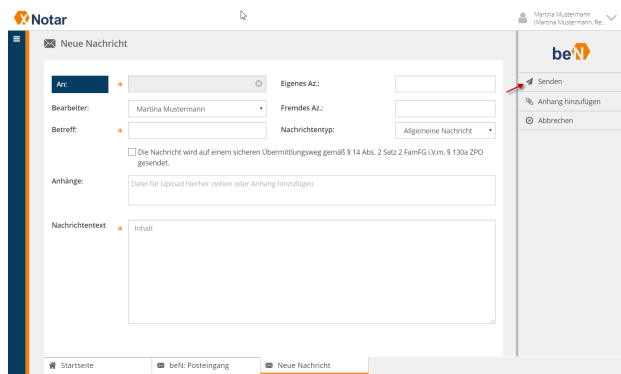 XNotar
Martina Mustermann
(Martina Mustermann, Re...
Neue Nachricht
beN
An: *
Eigenes Az.:
Senden
Anhang hinzufügen
Bearbeiter: Martina Mustermann
Fremdes Az.:
Abbrechen
Betreff: *
Nachrichtentyp: Allgemeine Nachricht
Die Nachricht wird auf einem sicheren Übermittlungsweg gemäß § 14 Abs. 2 Satz 2 FamFG i.V.m. § 130a ZPO
gesendet.
Anhänge:
Datei für Upload hierher ziehen oder Anhang hinzufügen
Nachrichtentext *
Inhalt
Startseite
beN: Posteingang
Neue Nachricht